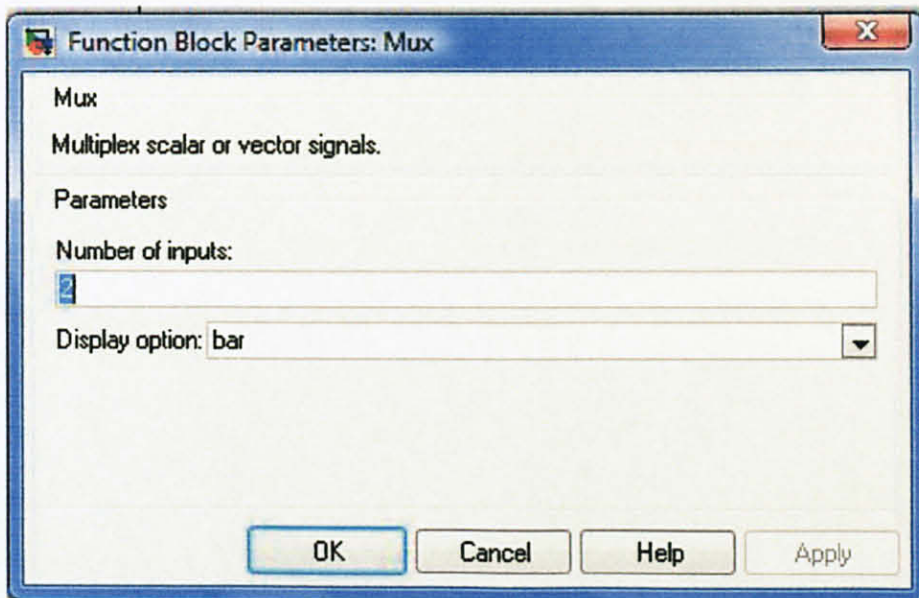 Function Block Parameters: Mux
Mux
Multiplex scalar or vector signals.
Parameters
Number of inputs:
2
Display option: bar
OK Cancel Help Apply